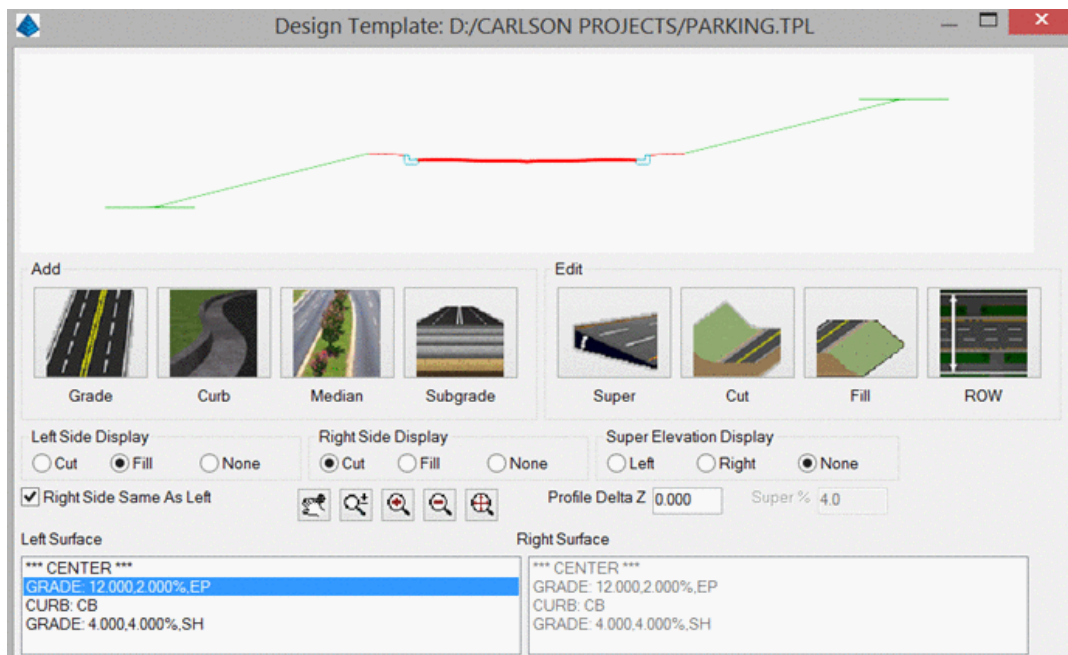 Design Template: D:/CARLSON PROJECTS/PARKING.TPL
Add
Edit
Grade Curb Median Subgrade Super Cut Fill ROW
Left Side Display Right Side Display Super Elevation Display
Cut Fill None Cut Fill None Left Right None
Right Side Same As Left Profile Delta Z 0.000 Super % 4.0
Left Surface Right Surface
*** CENTER *** *** CENTER ***
GRADE: 12.000,2.000%,EP GRADE: 12.000,2.000%,EP
CURB: CB CURB: CB
GRADE: 4.000,4.000%,SH GRADE: 4.000,4.000%,SH